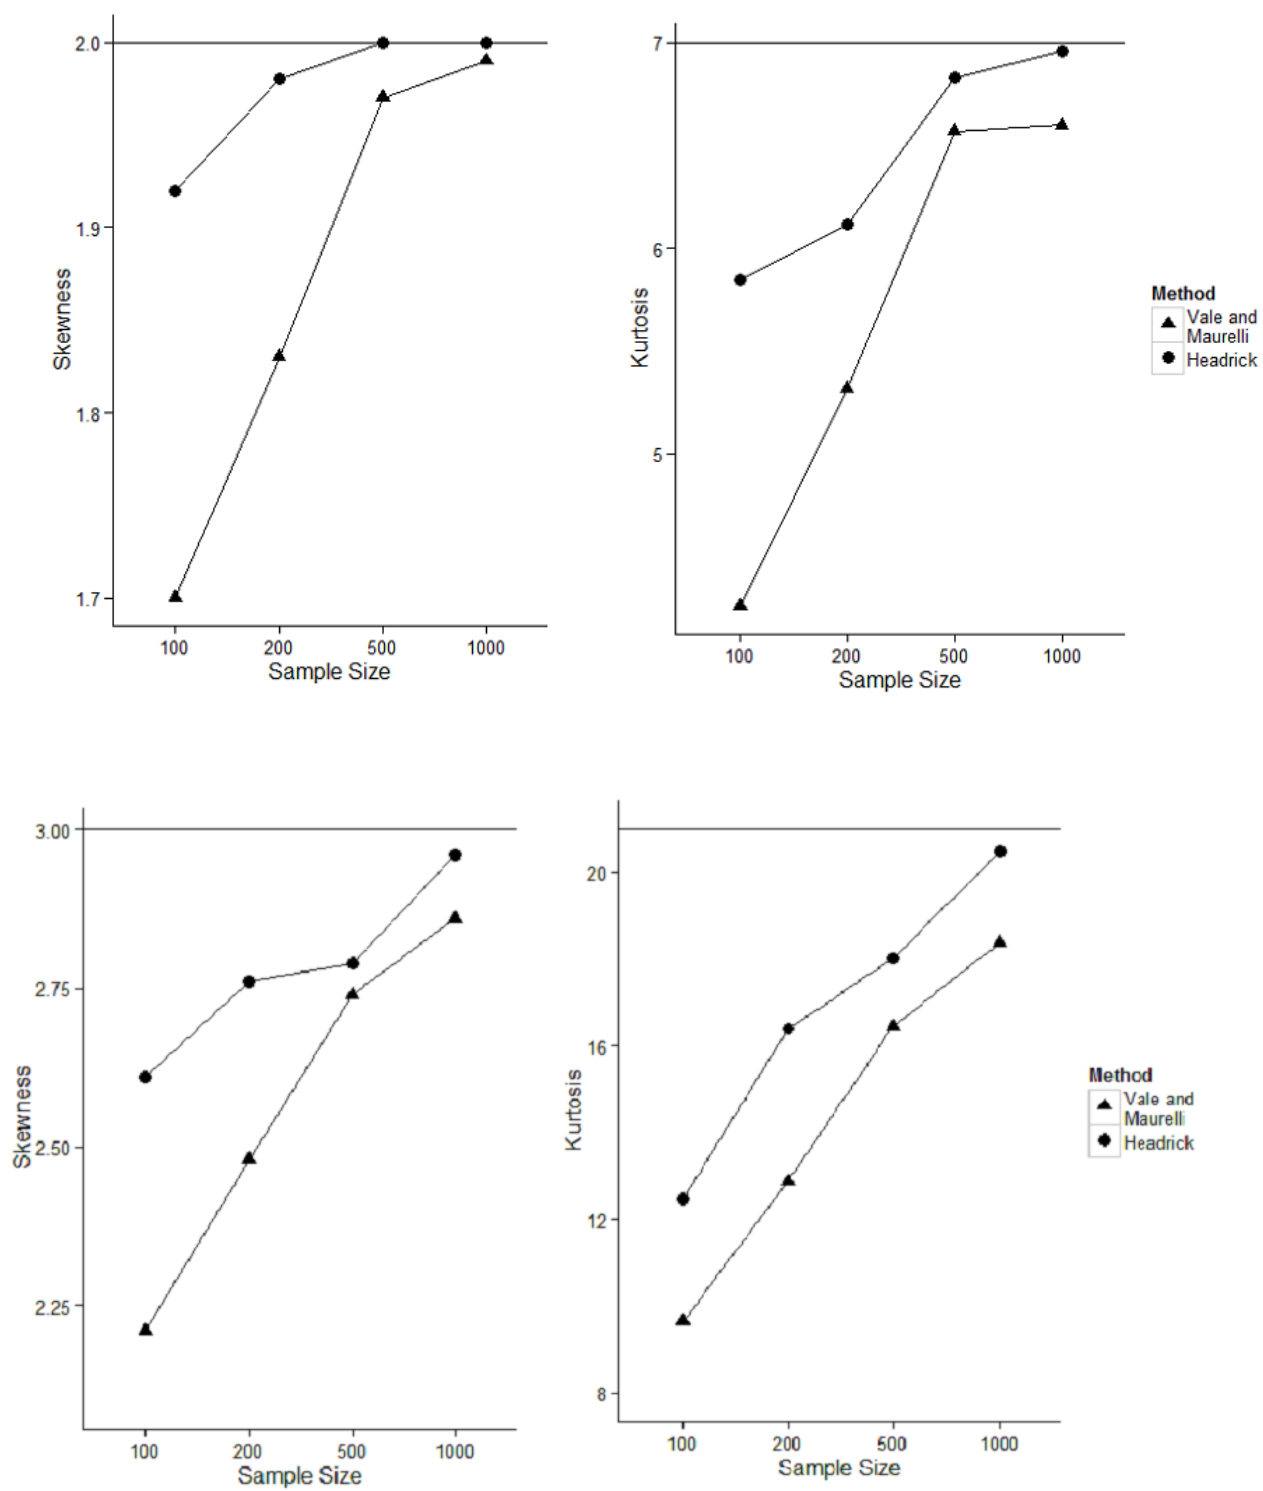 2.0
1.9
1.8
1.7
Skewness
100 200 500 1000
Sample Size
7
6
5
Kurtosis
100 200 500 1000
Sample Size
Method
Vale and
Maurelli
Headrick
3.00
2.75
2.50
2.25
Skewness
100 200 500 1000
Sample Size
20
16
12
8
Kurtosis
100 200 500 1000
Sample Size
Method
Vale and
Maurelli
Headrick